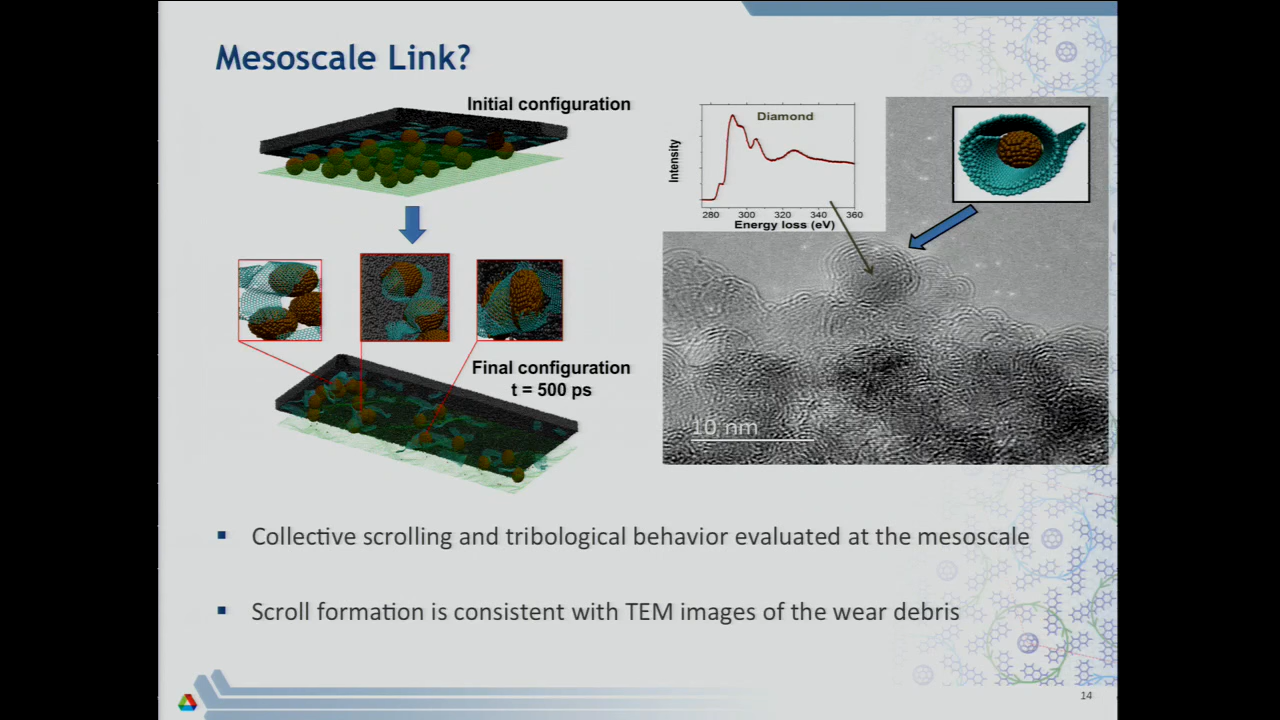 Mesoscale Link?
Initial configuration
Final configuration
t = 500 ps
Diamond
Intensity
280 300 320 340 360
Energy loss (eV)
10 nm
Collective scrolling and tribological behavior evaluated at the mesoscale
Scroll formation is consistent with TEM images of the wear debris
14